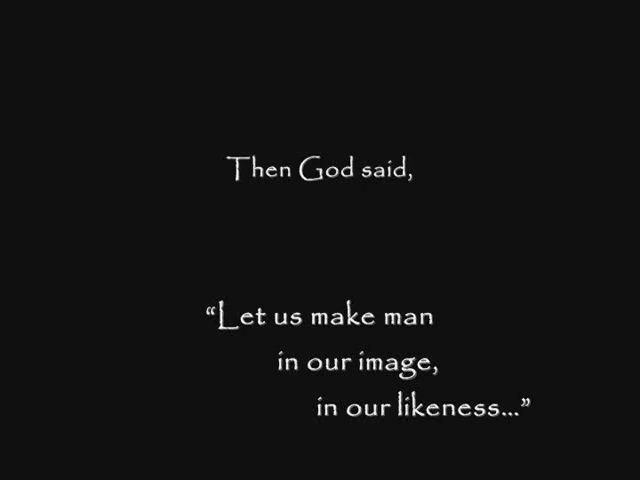 Then God said,
“Let us make man
in our image,
in our likeness...”